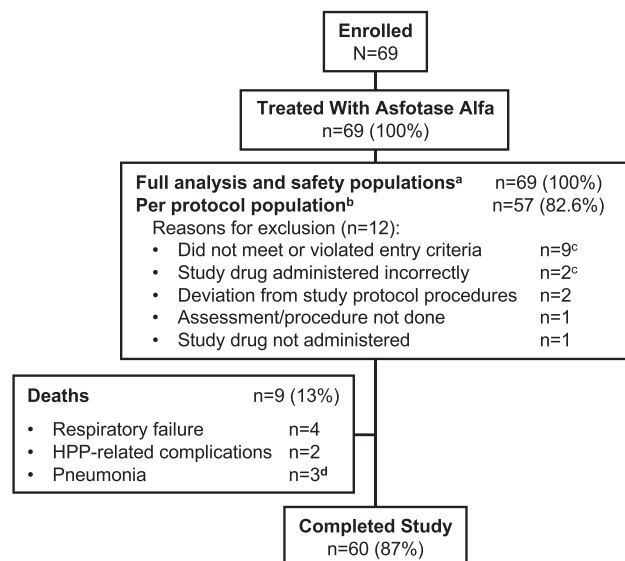 Enrolled
N=69
Treated With Asfotase Alfa
n=69 (100%)
Full analysis and safety populationsᵃ n=69 (100%)
Per protocol populationᵇ n=57 (82.6%)
Reasons for exclusion (n=12):
• Did not meet or violated entry criteria n=9ᶜ
• Study drug administered incorrectly n=2ᶜ
• Deviation from study protocol procedures n=2
• Assessment/procedure not done n=1
• Study drug not administered n=1
Deaths n=9 (13%)
• Respiratory failure n=4
• HPP-related complications n=2
• Pneumonia n=3ᵈ
Completed Study
n=60 (87%)